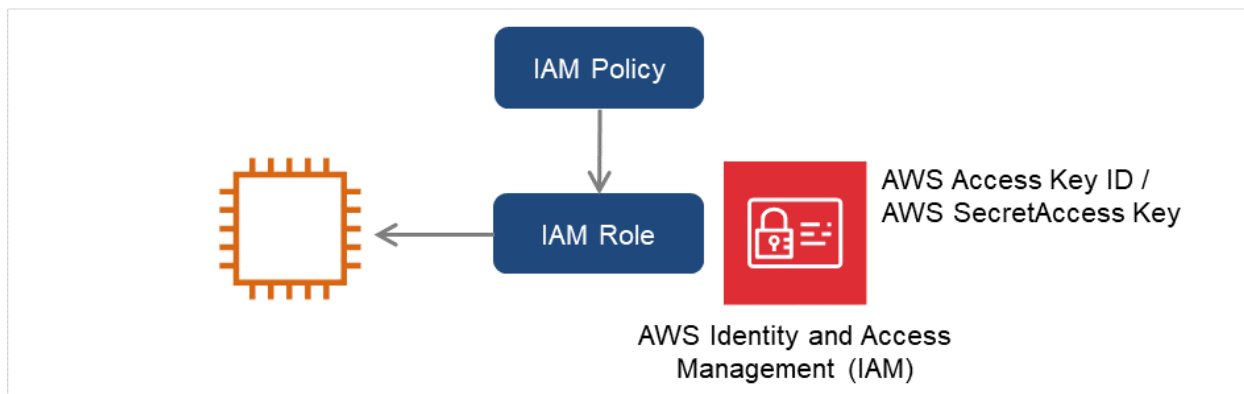 IAM Policy
IAM Role
AWS Access Key ID /
AWS SecretAccess Key
AWS Identity and Access
Management (IAM)